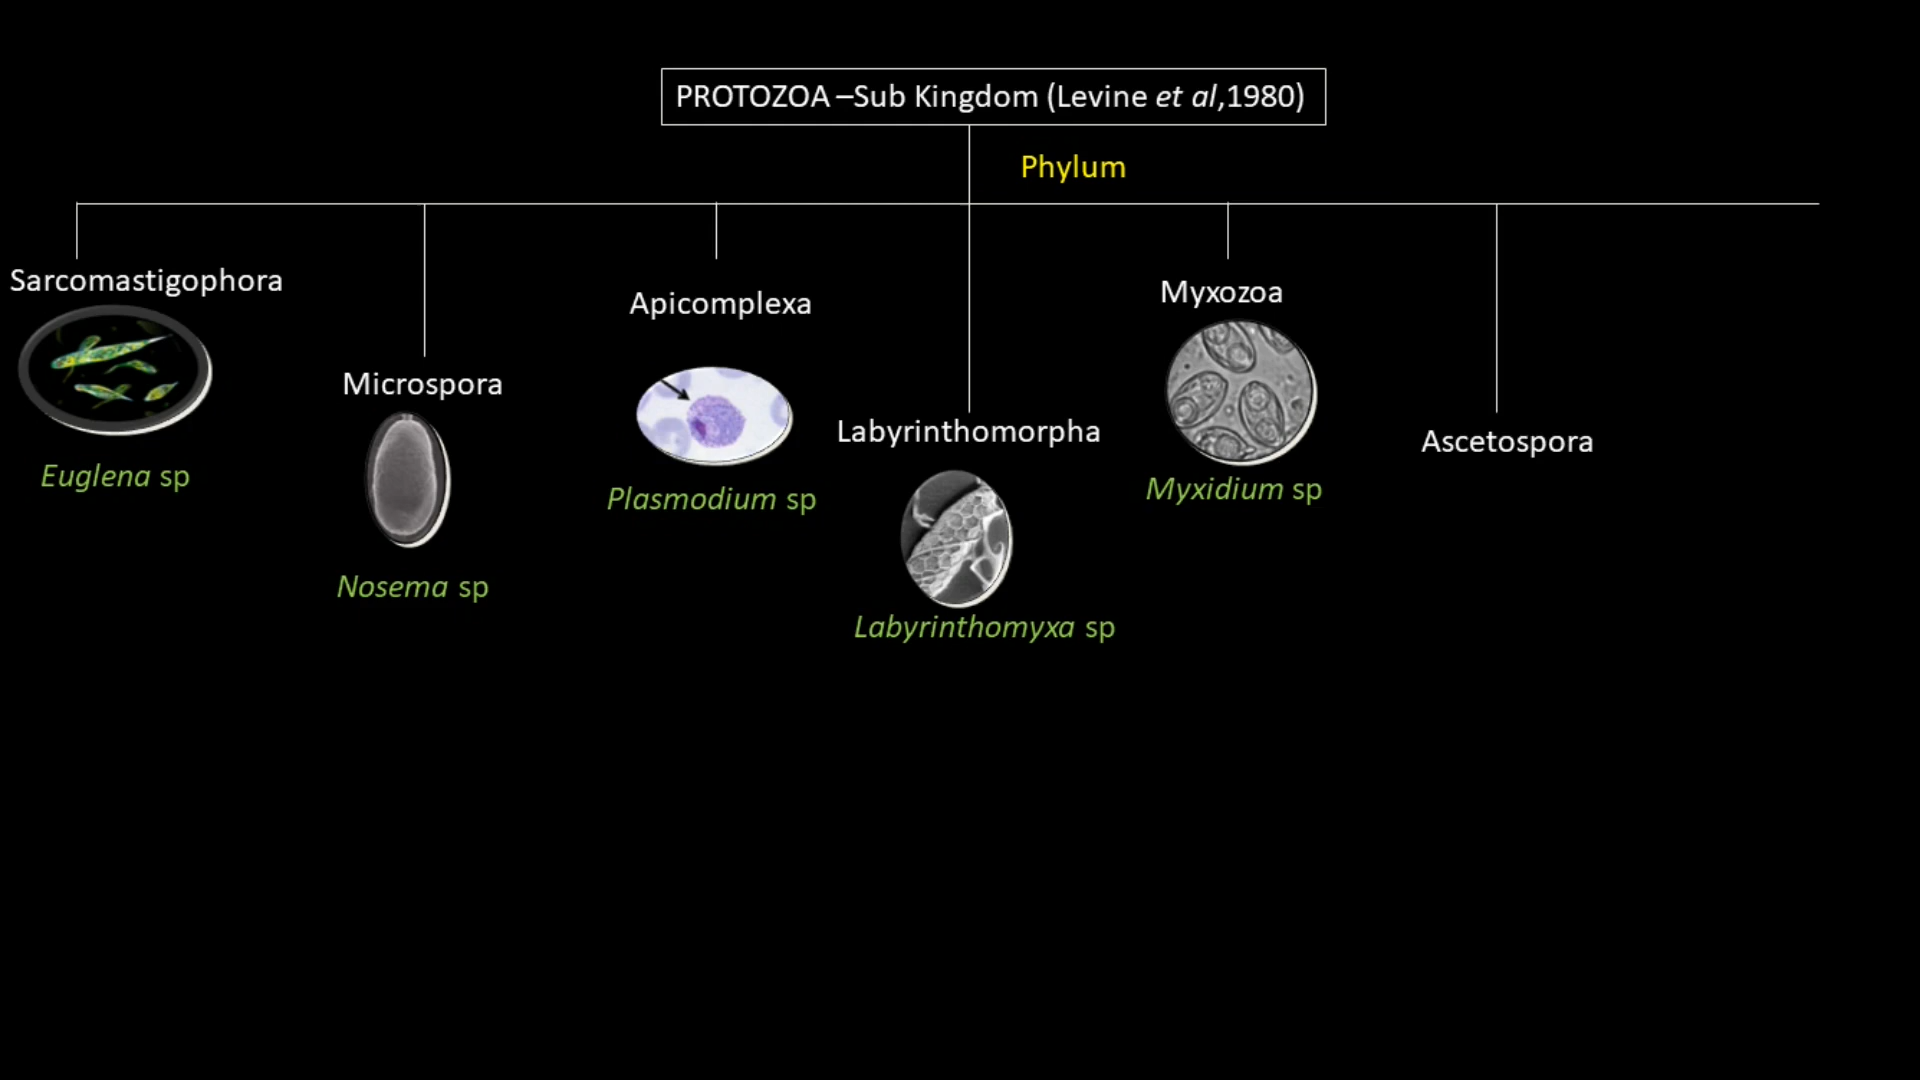 PROTOZOA –Sub Kingdom (Levine et al,1980)
Phylum
Sarcomastigophora
Euglena sp
Microspora
Nosema sp
Apicomplexa
Plasmodium sp
Labyrinthomorpha
Labyrinthomyxa sp
Myxozoa
Myxidium sp
Ascetospora